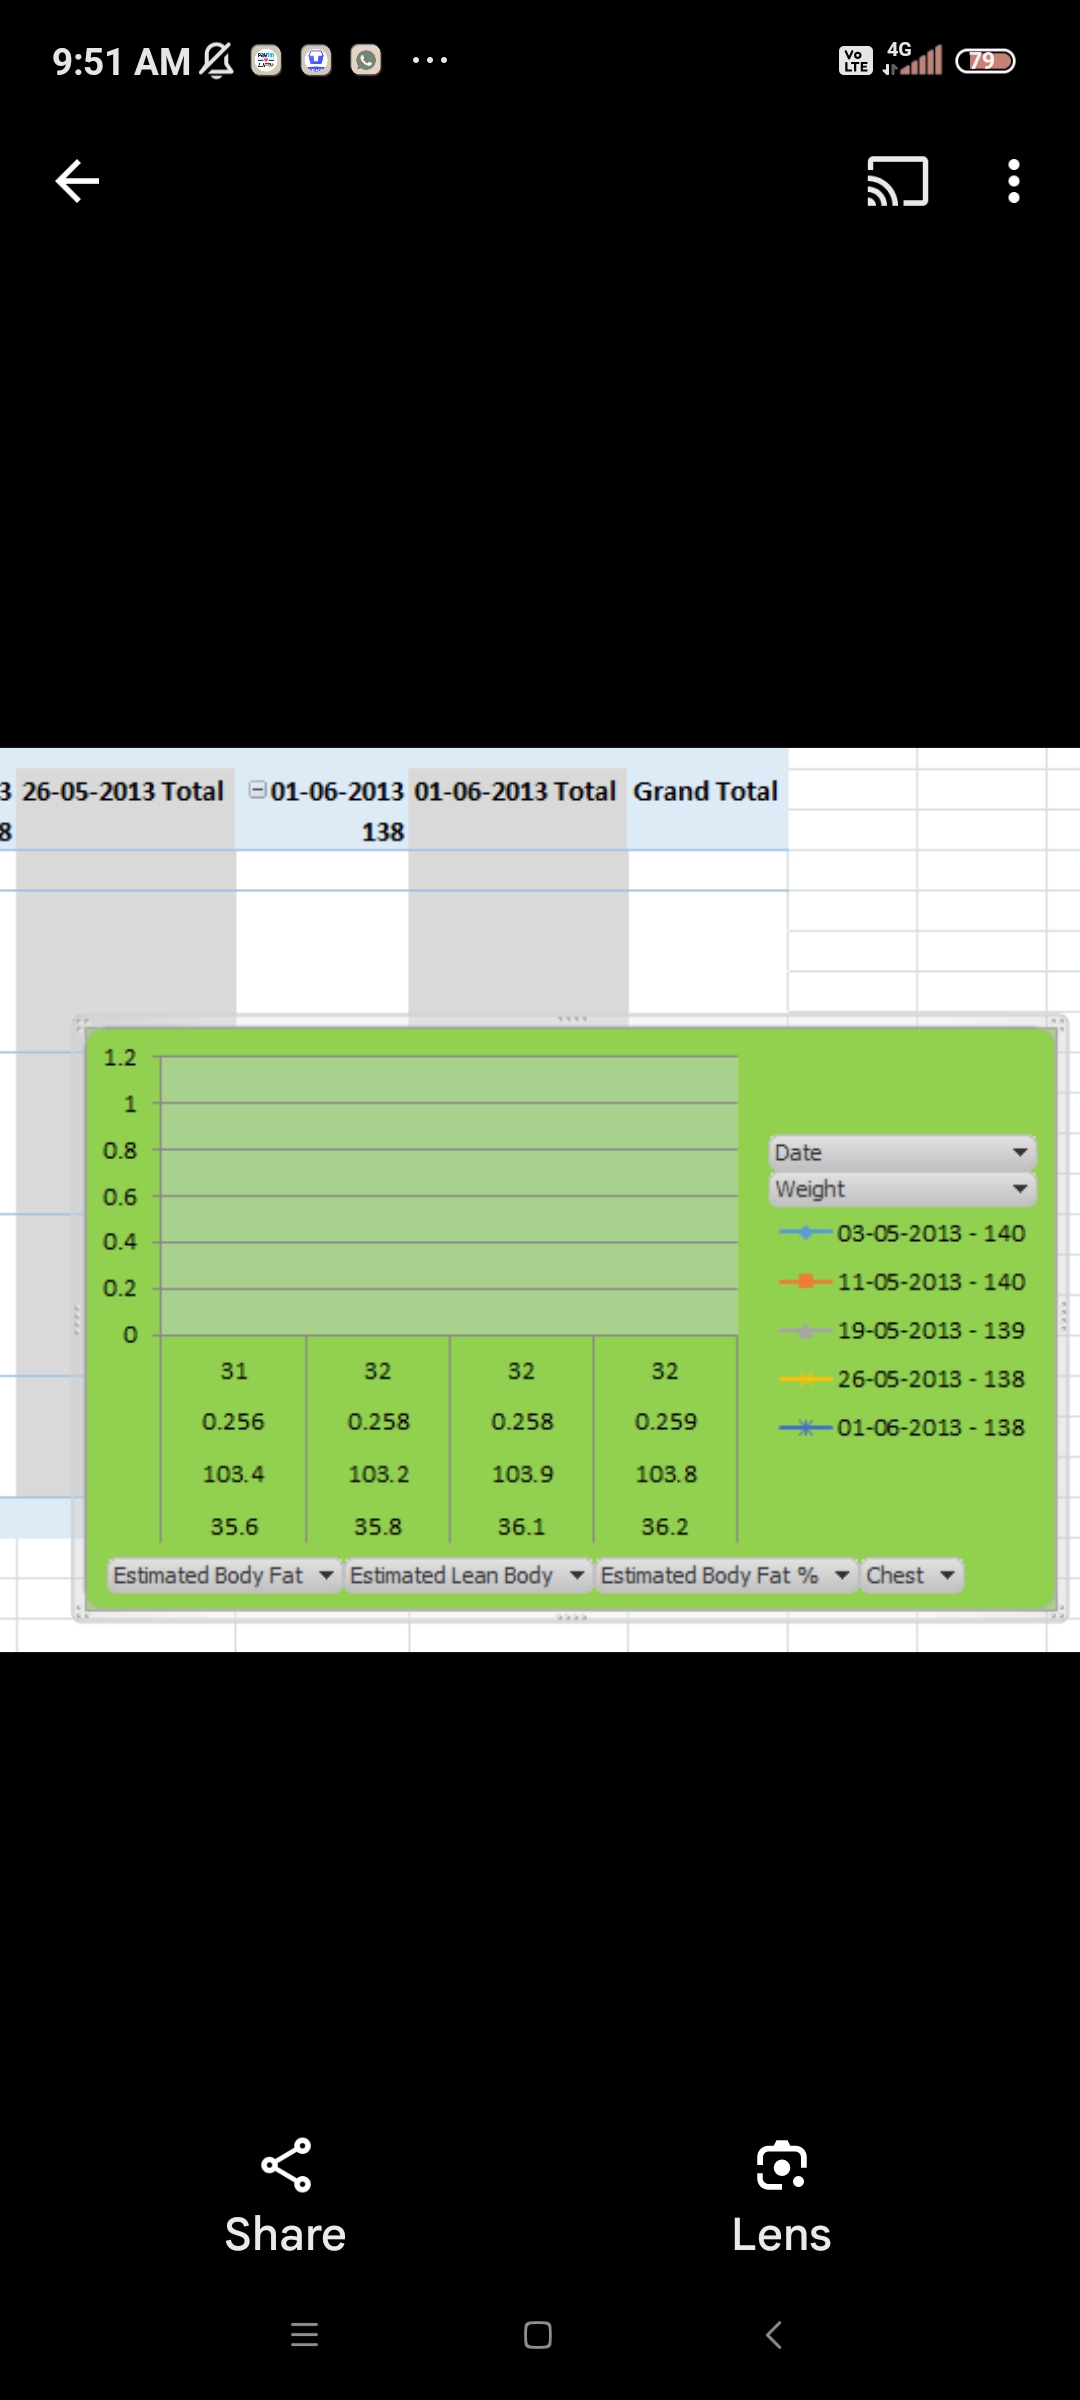 9:51 AM
Vo LTE 4G 79
3 26-05-2013 Total 01-06-2013 01-06-2013 Total Grand Total
8 138
1.2
1
0.8
0.6
0.4
0.2
0
31 32 32 32
0.256 0.258 0.258 0.259
103.4 103.2 103.9 103.8
35.6 35.8 36.1 36.2
Date
Weight
03-05-2013 - 140
11-05-2013 - 140
19-05-2013 - 139
26-05-2013 - 138
01-06-2013 - 138
Estimated Body Fat Estimated Lean Body Estimated Body Fat % Chest
Share Lens